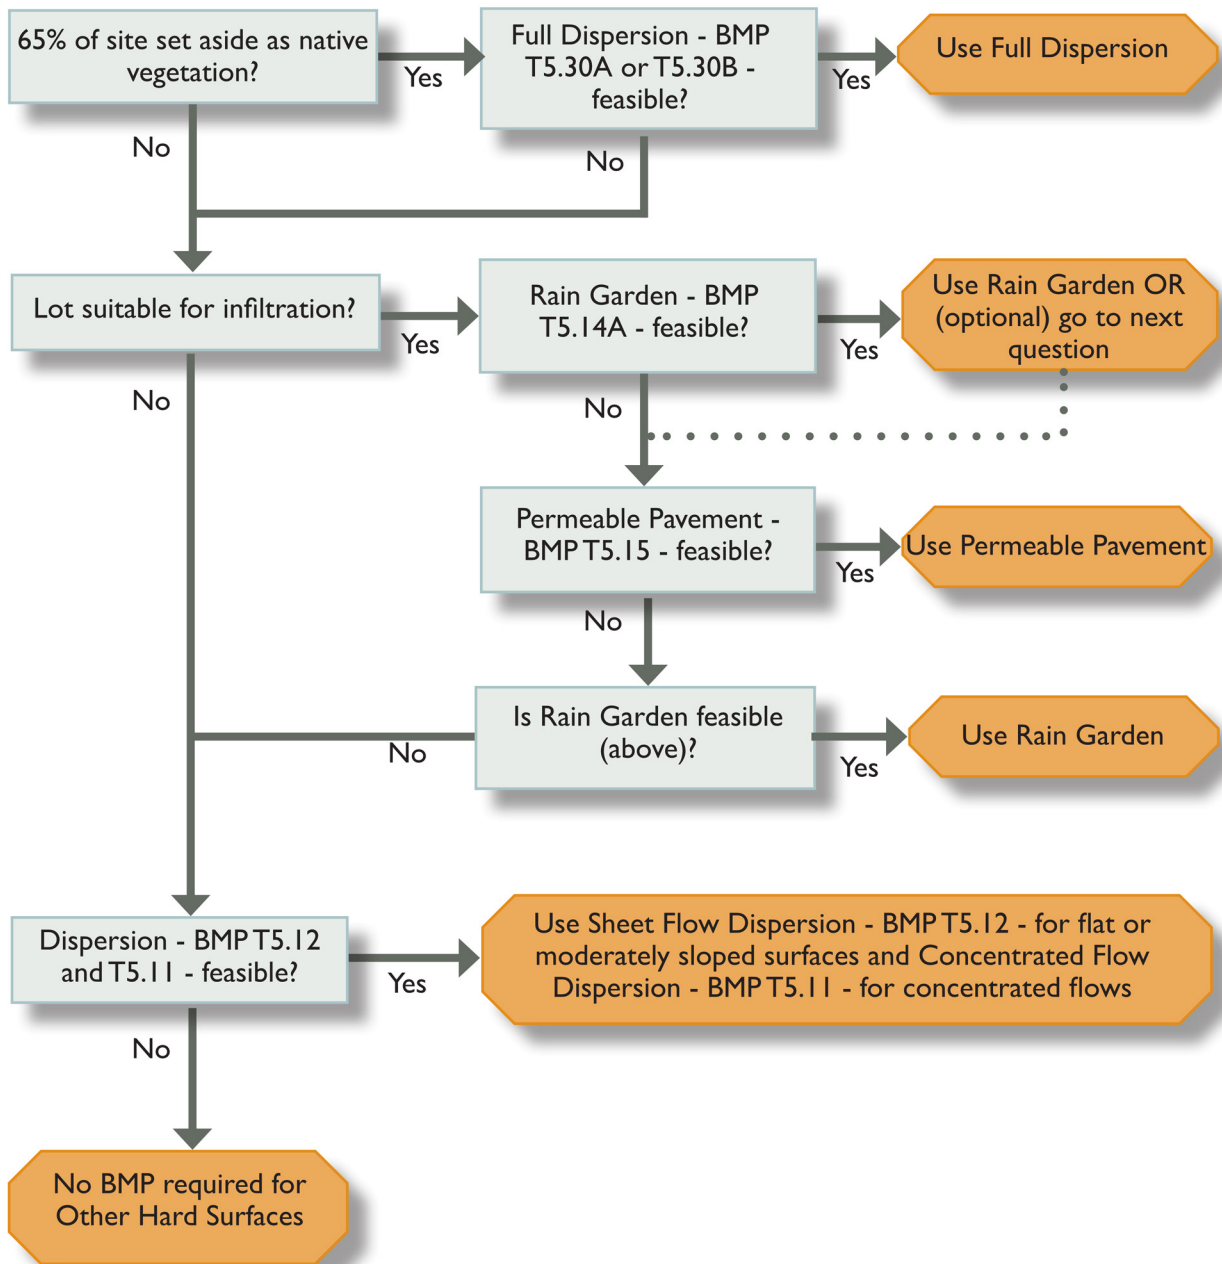 65% of site set aside as native
vegetation?
Yes
Full Dispersion - BMP
T5.30A or T5.30B -
feasible?
Yes
Use Full Dispersion
No
No
Lot suitable for infiltration?
Yes
Rain Garden - BMP
T5.14A - feasible?
Yes
Use Rain Garden OR
(optional) go to next
question
No
No
Permeable Pavement -
BMP T5.15 - feasible?
Yes
Use Permeable Pavement
No
Is Rain Garden feasible
(above)?
Yes
Use Rain Garden
No
Dispersion - BMP T5.12
and T5.11 - feasible?
Yes
Use Sheet Flow Dispersion - BMP T5.12 - for flat or
moderately sloped surfaces and Concentrated Flow
Dispersion - BMP T5.11 - for concentrated flows
No
No BMP required for
Other Hard Surfaces